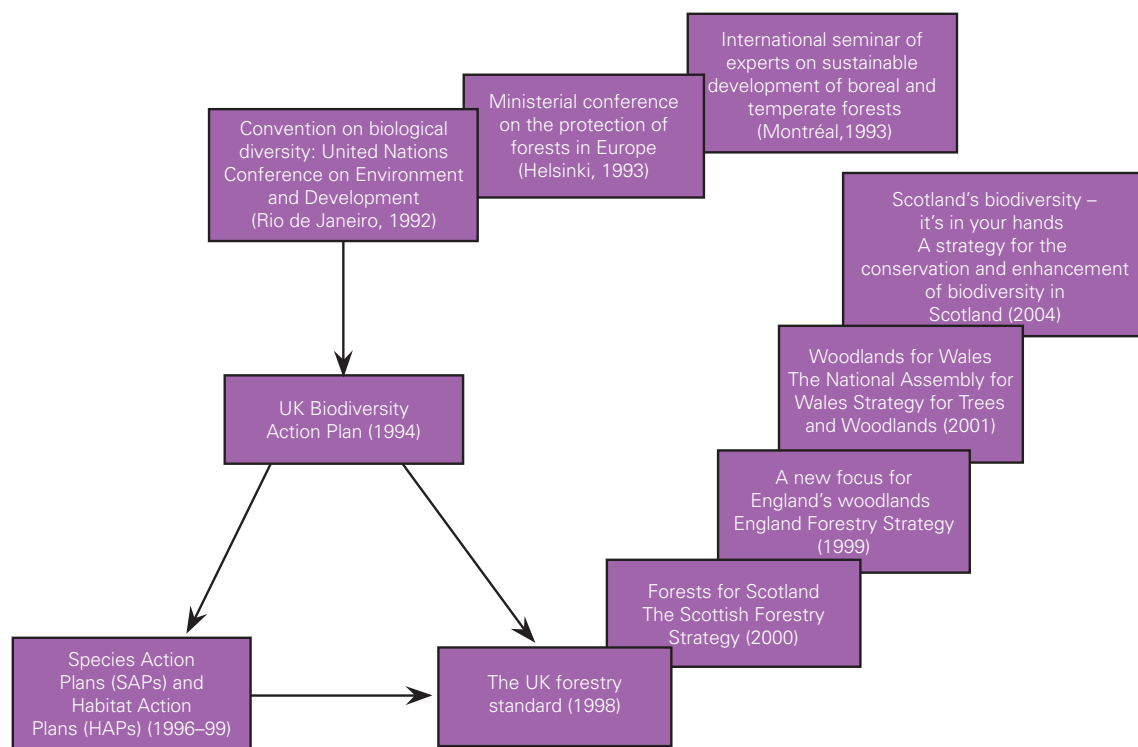 International seminar of
experts on sustainable
development of boreal and
temperate forests
(Montréal,1993)
Ministerial conference
on the protection of
forests in Europe
(Helsinki, 1993)
Convention on biological
diversity: United Nations
Conference on Environment
and Development
(Rio de Janeiro, 1992)
Scotland's biodiversity –
it's in your hands
A strategy for the
conservation and enhancement
of biodiversity in
Scotland (2004)
Woodlands for Wales
The National Assembly for
Wales Strategy for Trees
and Woodlands (2001)
UK Biodiversity
Action Plan (1994)
A new focus for
England's woodlands
England Forestry Strategy
(1999)
Forests for Scotland
The Scottish Forestry
Strategy (2000)
Species Action
Plans (SAPs) and
Habitat Action
Plans (HAPs) (1996–99)
The UK forestry
standard (1998)